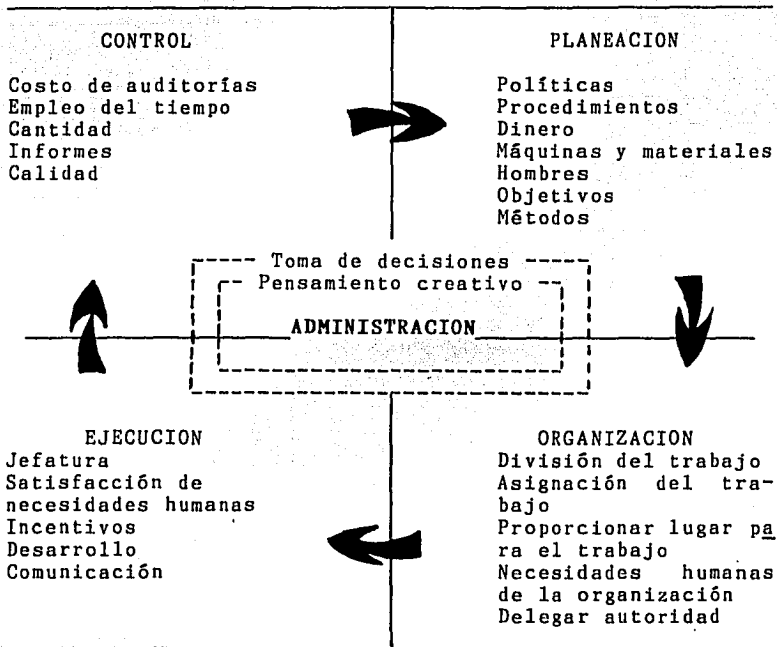 CONTROL
Costo de auditorías
Empleo del tiempo
Cantidad
Informes
Calidad
PLANEACION
Políticas
Procedimientos
Dinero
Máquinas y materiales
Hombres
Objetivos
Métodos
Toma de decisiones
Pensamiento creativo
ADMINISTRACION
EJECUCION
Jefatura
Satisfacción de
necesidades humanas
Incentivos
Desarrollo
Comunicación
ORGANIZACION
División del trabajo
Asignación del tra-
bajo
Proporcionar lugar pa
ra el trabajo
Necesidades humanas
de la organización
Delegar autoridad